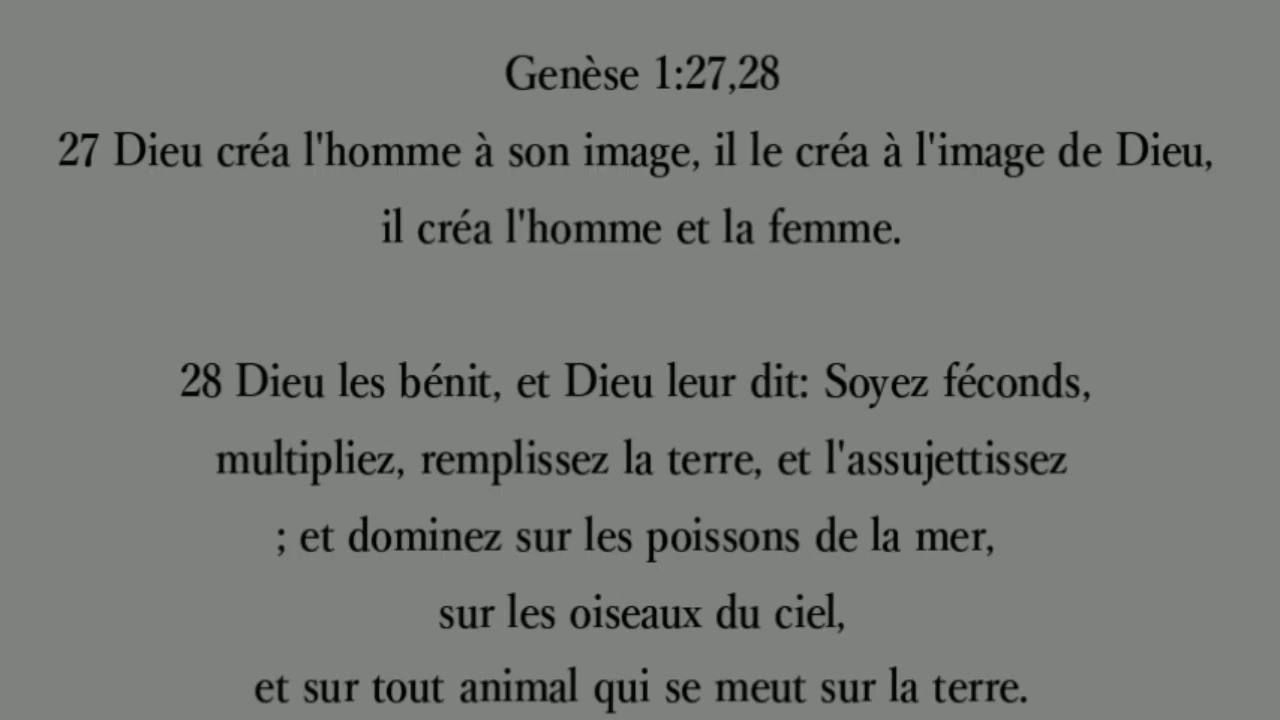 Genèse 1:27,28
27 Dieu créa l'homme à son image, il le créa à l'image de Dieu,
il créa l'homme et la femme.
28 Dieu les bénit, et Dieu leur dit: Soyez féconds,
multipliez, remplissez la terre, et l'assujettissez
; et dominez sur les poissons de la mer,
sur les oiseaux du ciel,
et sur tout animal qui se meut sur la terre.